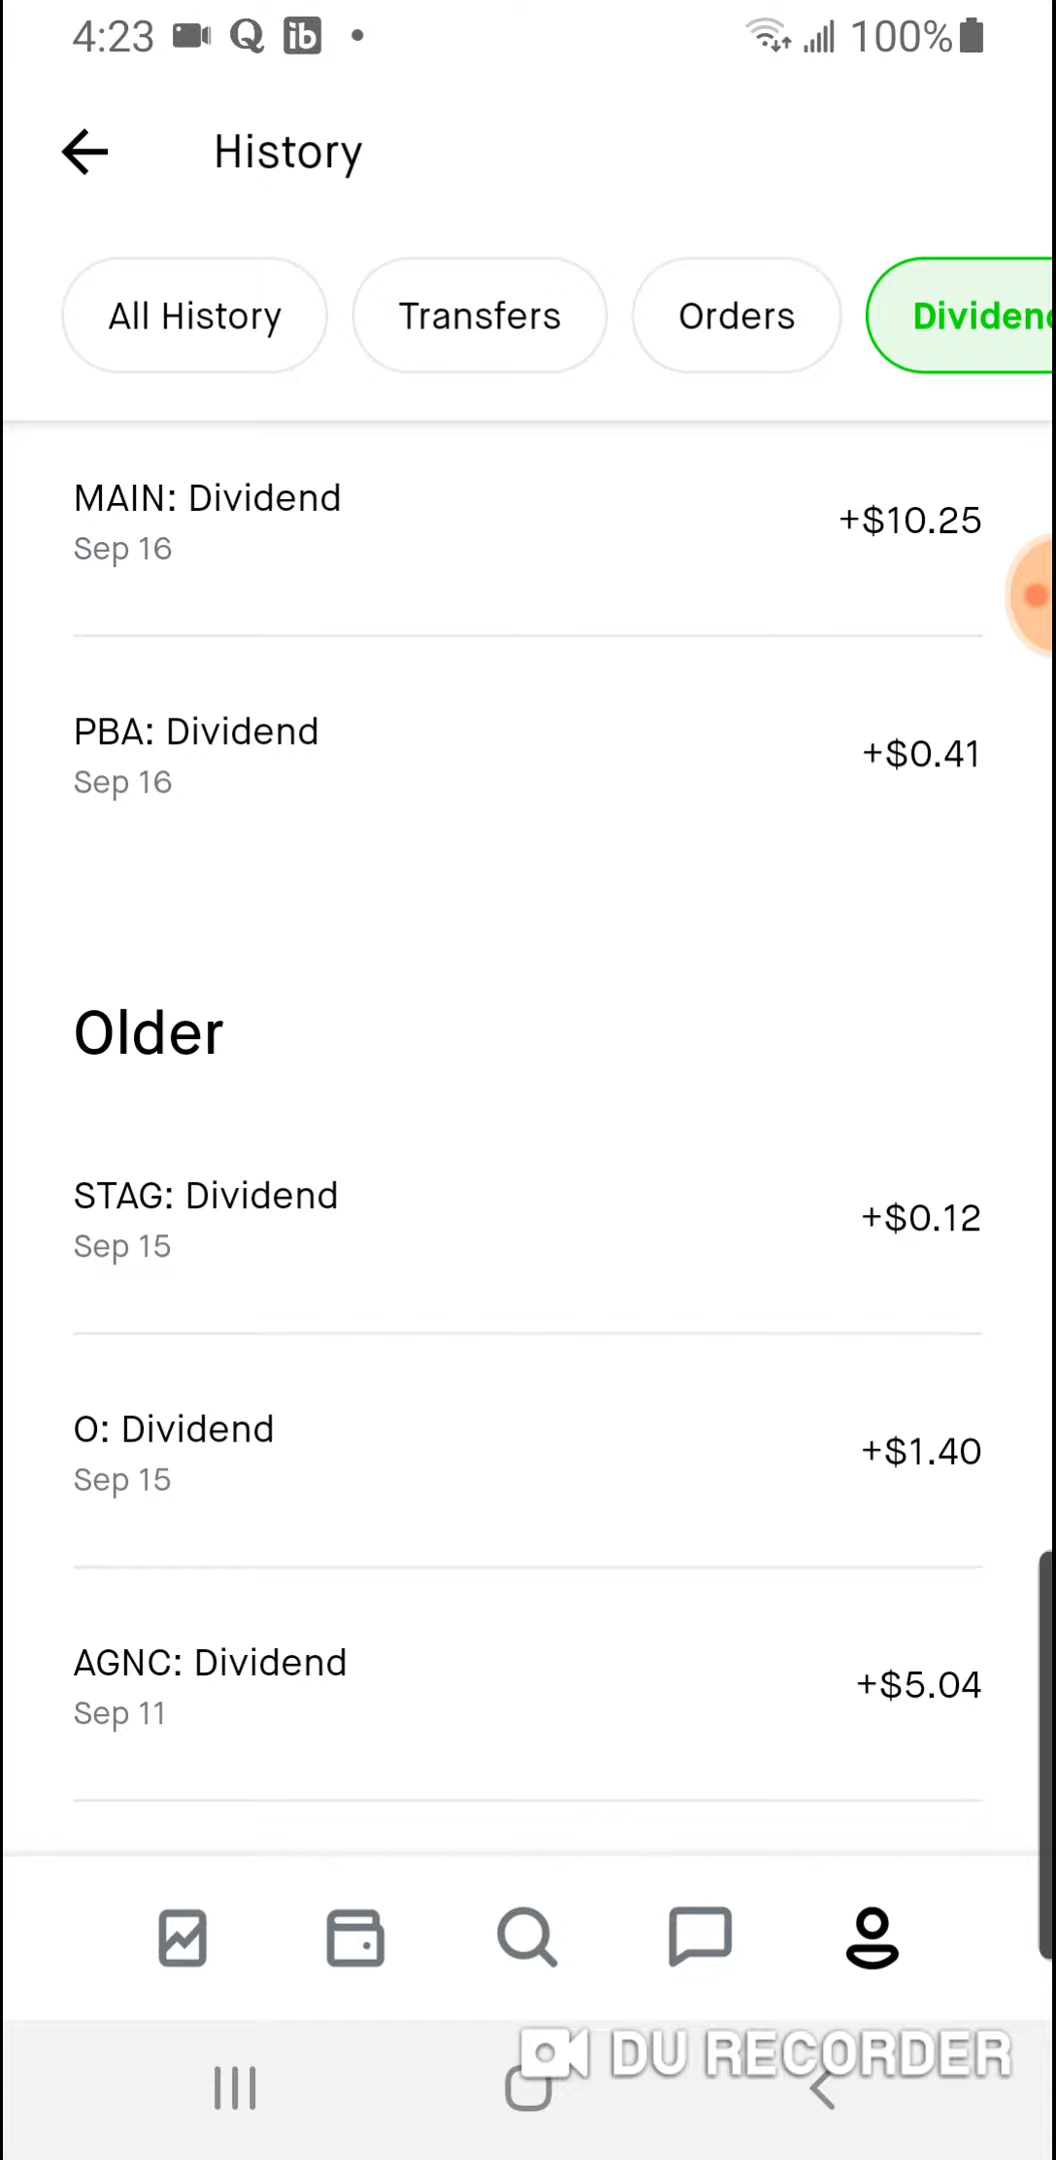 4:23 Q ib 100%
History
All History Transfers Orders Dividen
MAIN: Dividend
+$10.25
Sep 16
PBA: Dividend
+$0.41
Sep 16
Older
STAG: Dividend
+$0.12
Sep 15
O: Dividend
+$1.40
Sep 15
AGNC: Dividend
+$5.04
Sep 11
DU RECORDER